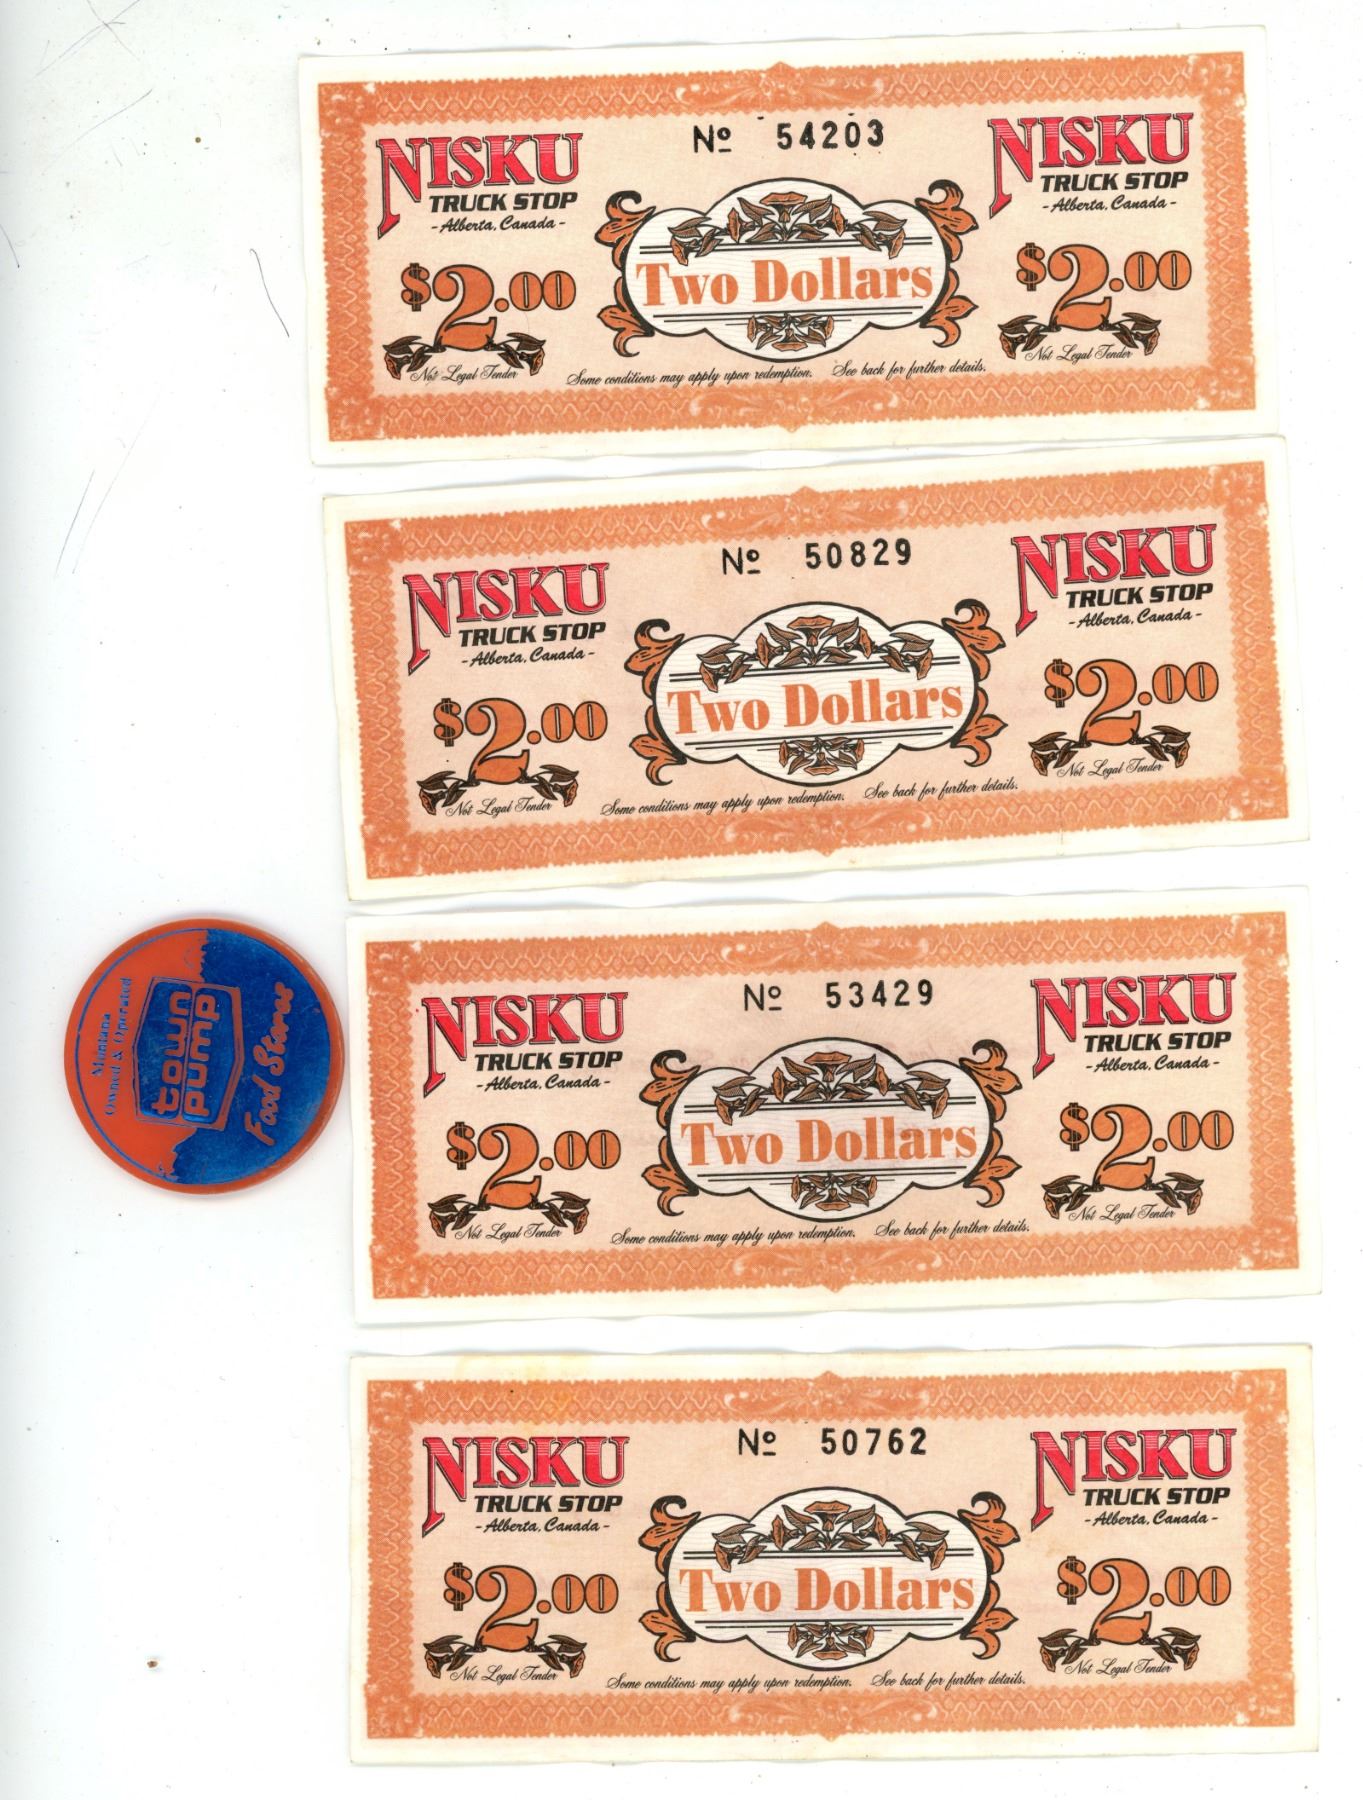 Nº 54203
NISKU
TRUCK STOP
- Alberta, Canada -
$2.00
Not Legal Tender
Two Dollars
Some conditions may apply upon redemption. See back for further details.
NISKU
TRUCK STOP
- Alberta, Canada -
$2.00
Not Legal Tender
Nº 50829
NISKU
TRUCK STOP
- Alberta, Canada -
$2.00
Not Legal Tender
Two Dollars
Some conditions may apply upon redemption. See back for further details.
NISKU
TRUCK STOP
- Alberta, Canada -
$2.00
Not Legal Tender
Montana
Owned & Operated
town
pump
Food Stores
Nº 53429
NISKU
TRUCK STOP
- Alberta, Canada -
$2.00
Not Legal Tender
Two Dollars
Some conditions may apply upon redemption. See back for further details.
NISKU
TRUCK STOP
- Alberta, Canada -
$2.00
Not Legal Tender
Nº 50762
NISKU
TRUCK STOP
- Alberta, Canada -
$2.00
Not Legal Tender
Two Dollars
Some conditions may apply upon redemption. See back for further details.
NISKU
TRUCK STOP
- Alberta, Canada -
$2.00
Not Legal Tender